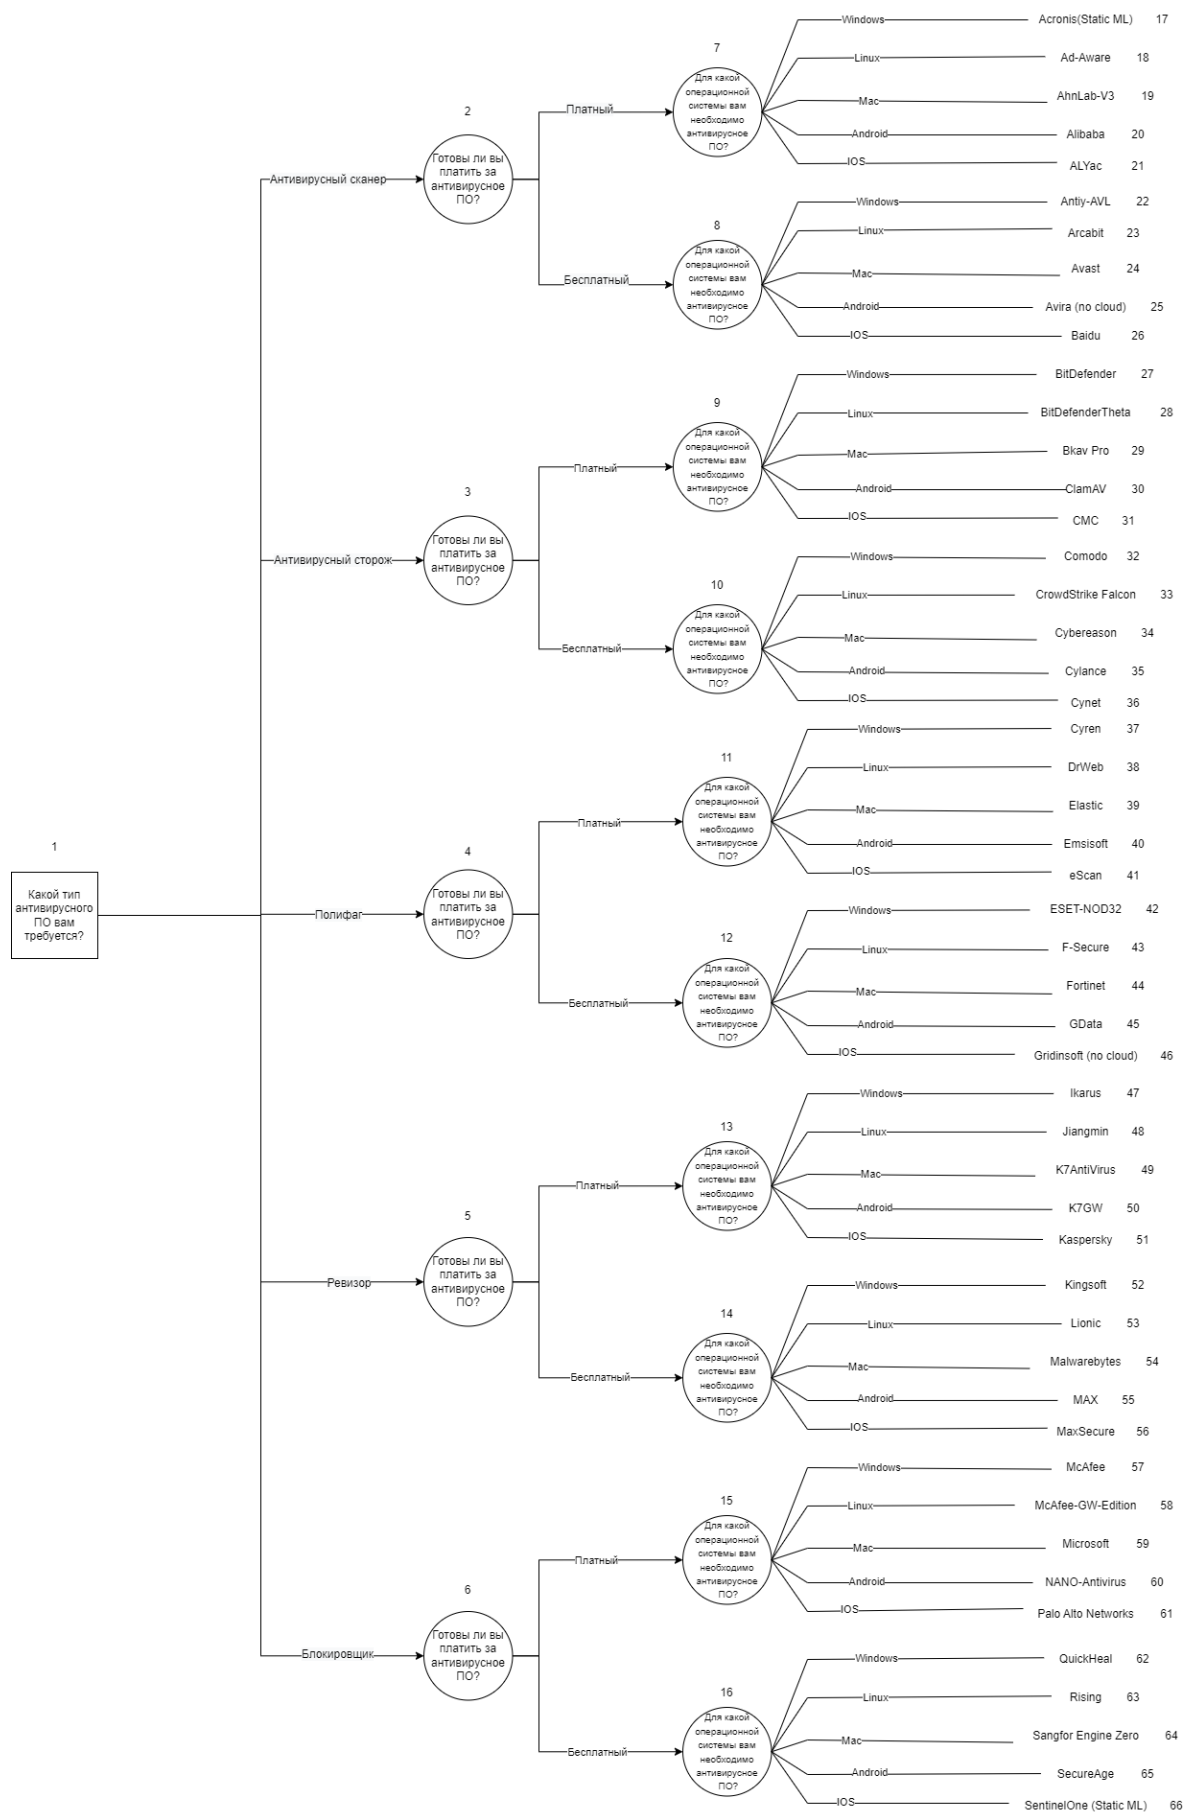 Windows
Acronis(Static ML) 17
7
Для какой
операционной
системы вам
необходимо
антивирусное
ПО?
Linux
Ad-Aware 18
Mac
AhnLab-V3 19
Android
Alibaba 20
IOS
ALYac 21
Платный
2
Готовы ли вы
платить за
антивирусное
ПО?
Антивирусный сканер
Бесплатный
8
Для какой
операционной
системы вам
необходимо
антивирусное
ПО?
Windows
Antiy-AVL 22
Linux
Arcabit 23
Mac
Avast 24
Android
Avira (no cloud) 25
IOS
Baidu 26
9
Для какой
операционной
системы вам
необходимо
антивирусное
ПО?
Windows
BitDefender 27
Linux
BitDefenderTheta 28
Mac
Bkav Pro 29
Android
ClamAV 30
IOS
CMC 31
Платный
3
Готовы ли вы
платить за
антивирусное
ПО?
Антивирусный сторож
Бесплатный
10
Для какой
операционной
системы вам
необходимо
антивирусное
ПО?
Windows
Comodo 32
Linux
CrowdStrike Falcon 33
Mac
Cybereason 34
Android
Cylance 35
IOS
Cynet 36
11
Для какой
операционной
системы вам
необходимо
антивирусное
ПО?
Windows
Cyren 37
Linux
DrWeb 38
Mac
Elastic 39
Android
Emsisoft 40
IOS
eScan 41
Платный
1
Какой тип
антивирусного
ПО вам
требуется?
4
Готовы ли вы
платить за
антивирусное
ПО?
Полифаг
Бесплатный
12
Для какой
операционной
системы вам
необходимо
антивирусное
ПО?
Windows
ESET-NOD32 42
Linux
F-Secure 43
Mac
Fortinet 44
Android
GData 45
IOS
Gridinsoft (no cloud) 46
13
Для какой
операционной
системы вам
необходимо
антивирусное
ПО?
Windows
Ikarus 47
Linux
Jiangmin 48
Mac
K7AntiVirus 49
Android
K7GW 50
IOS
Kaspersky 51
Платный
5
Готовы ли вы
платить за
антивирусное
ПО?
Ревизор
Бесплатный
14
Для какой
операционной
системы вам
необходимо
антивирусное
ПО?
Windows
Kingsoft 52
Linux
Lionic 53
Mac
Malwarebytes 54
Android
MAX 55
IOS
MaxSecure 56
15
Для какой
операционной
системы вам
необходимо
антивирусное
ПО?
Windows
McAfee 57
Linux
McAfee-GW-Edition 58
Mac
Microsoft 59
Android
NANO-Antivirus 60
IOS
Palo Alto Networks 61
Платный
6
Готовы ли вы
платить за
антивирусное
ПО?
Блокировщик
Бесплатный
16
Для какой
операционной
системы вам
необходимо
антивирусное
ПО?
Windows
QuickHeal 62
Linux
Rising 63
Mac
Sangfor Engine Zero 64
Android
SecureAge 65
IOS
SentinelOne (Static ML) 66